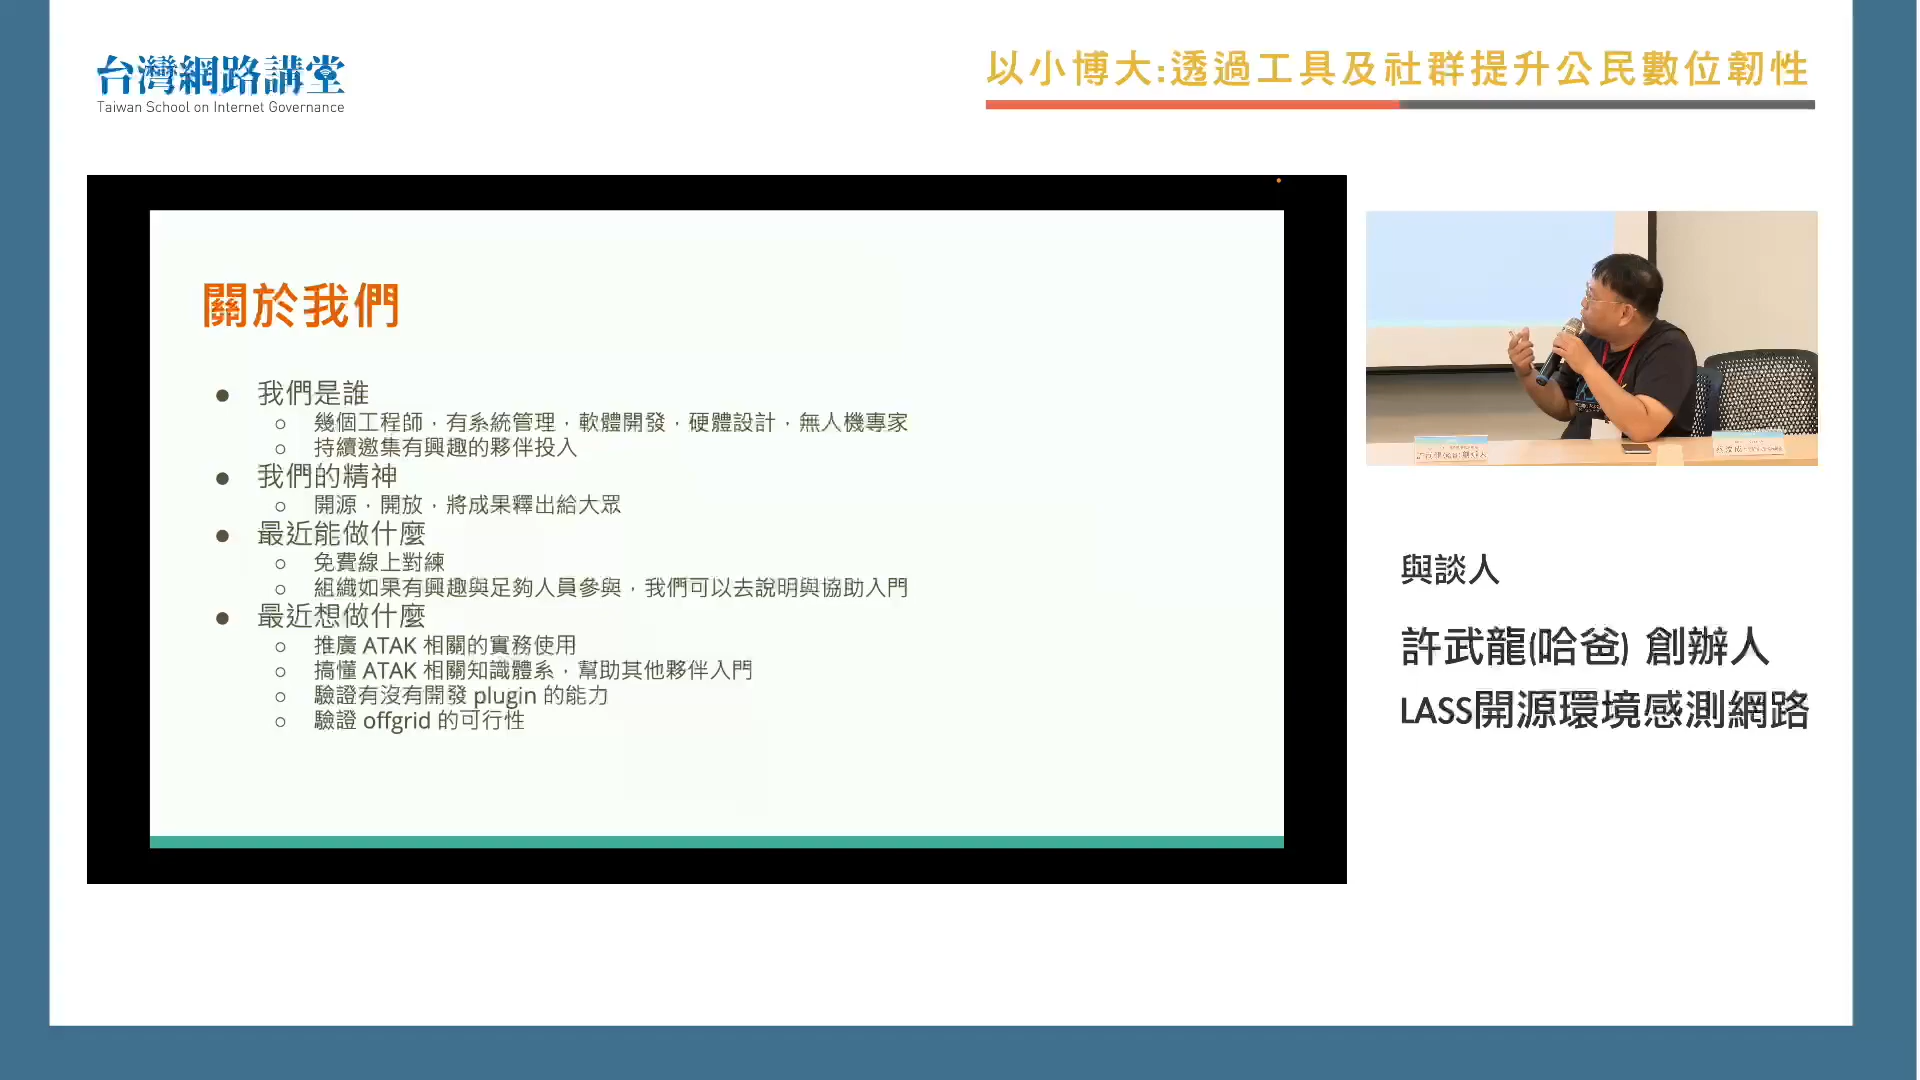 台灣網路講堂
Taiwan School on Internet Governance
以小博大:透過工具及社群提升公民數位韌性
關於我們
● 我們是誰
○ 幾個工程師，有系統管理，軟體開發，硬體設計，無人機專家
○ 持續邀集有興趣的夥伴投入
● 我們的精神
○ 開源，開放，將成果釋出給大眾
● 最近能做什麼
○ 免費線上對練
○ 組織如果有興趣與足夠人員參與，我們可以去說明與協助入門
● 最近想做什麼
○ 推廣 ATAK 相關的實務使用
○ 搞懂 ATAK 相關知識體系，幫助其他夥伴入門
○ 驗證有沒有開發 plugin 的能力
○ 驗證 offgrid 的可行性
許武龍(哈爸) 創辦人
與談人
許武龍(哈爸) 創辦人
LASS開源環境感測網路